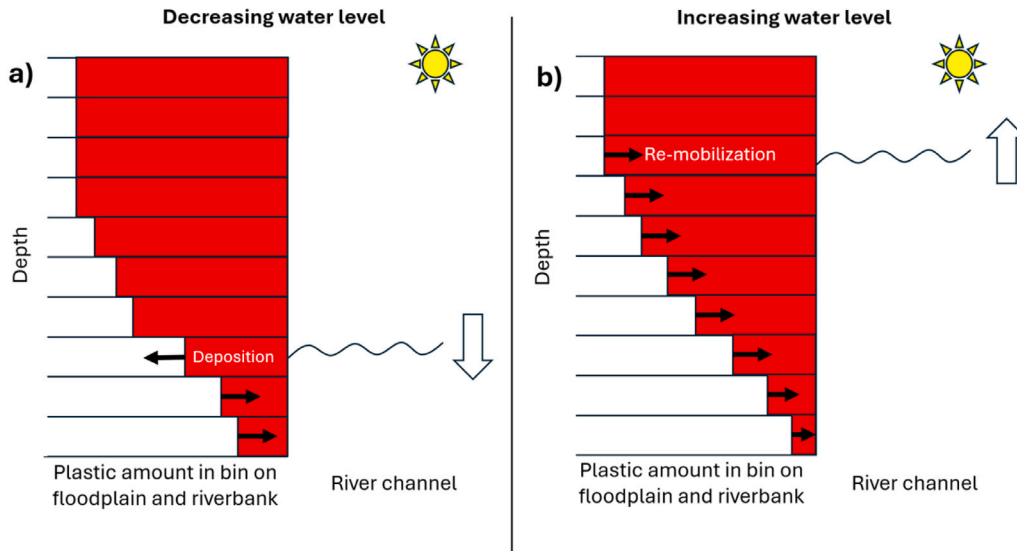 Decreasing water level
a)
Depth
Deposition
Plastic amount in bin on
floodplain and riverbank
River channel
Increasing water level
b)
Depth
Re-mobilization
Plastic amount in bin on
floodplain and riverbank
River channel